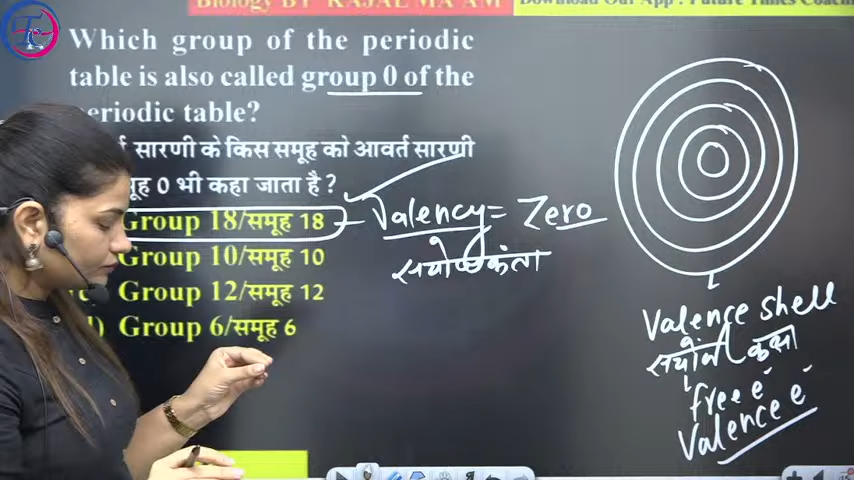 Biology BY RAJAL MA'AM
Download Our App : Future Times Coachi
Which group of the periodic
table is also called group 0 of the
periodic table?
सारणी के किस समूह को आवर्त सारणी
0 भी कहा जाता है ?
Group 18/समूह 18
Group 10/समूह 10
Group 12/समूह 12
) Group 6/समूह 6
Valency = Zero
संयोजकता
Valence shell
संयोजी कक्षा
free e⁻
Valence e⁻